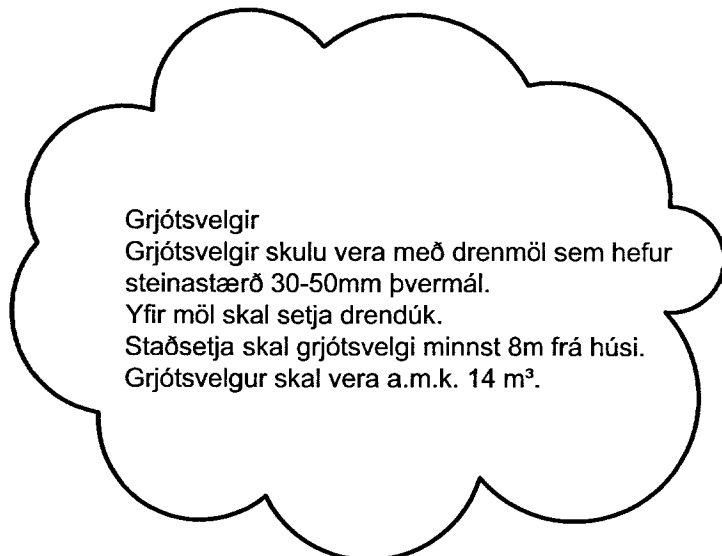 Grjótsvelgir
Grjótsvelgir skulu vera með drenmöl sem hefur
steinastærð 30-50mm þvermál.
Yfir möl skal setja drendúk.
Staðsetja skal grjótsvelgi minnst 8m frá húsi.
Grjótsvelgur skal vera a.m.k. 14 m³.